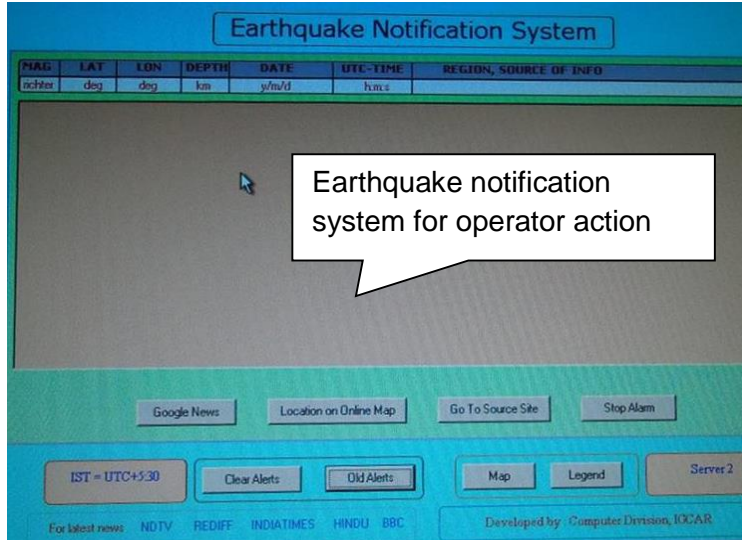 Earthquake Notification System
MAG LAT LON DEPTH DATE UTC-TIME REGION, SOURCE OF INFO
richter deg deg km y/m/d h:m:s
Earthquake notification
system for operator action
Google News Location on Online Map Go To Source Site Stop Alarm
IST = UTC+5:30 Clear Alerts Old Alerts Map Legend Server 2
For latest news NDTV REDIFF INDIATIMES HINDU BBC Developed by Computer Division, IGCAR